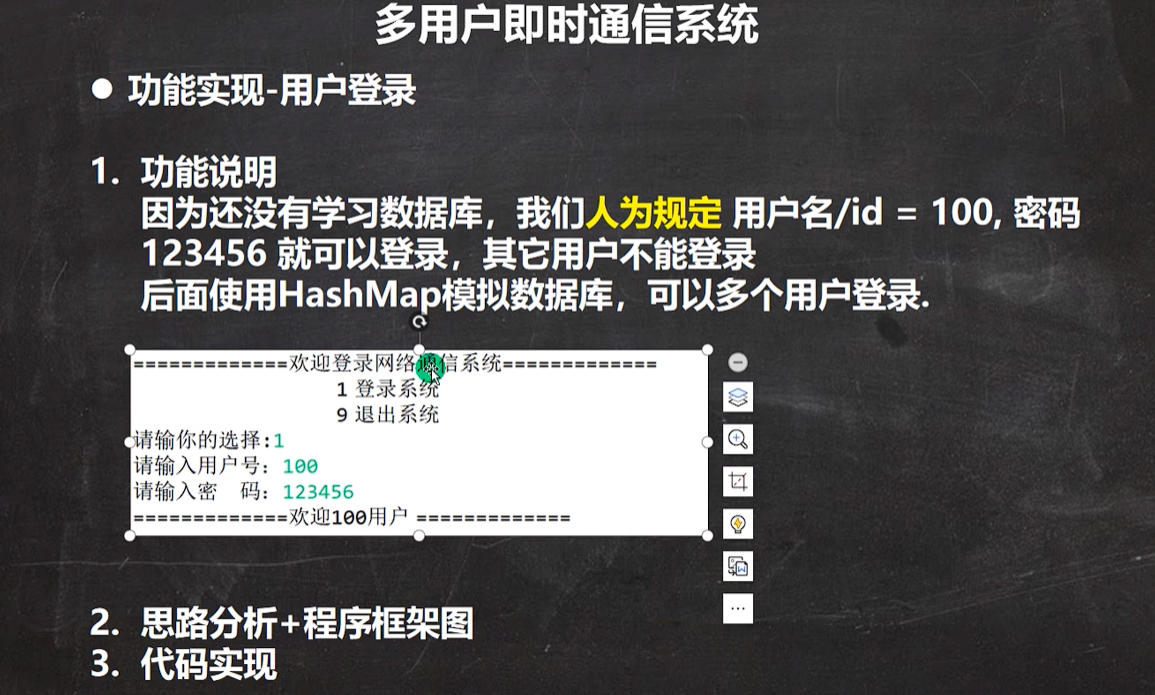 多用户即时通信系统
● 功能实现-用户登录
1. 功能说明
因为还没有学习数据库，我们人为规定 用户名/id = 100, 密码
123456 就可以登录，其它用户不能登录
后面使用HashMap模拟数据库，可以多个用户登录.
=============欢迎登录网络通信系统=============
1 登录系统
9 退出系统
请输你的选择:1
请输入用户号：100
请输入密　码：123456
=============欢迎100用户 =============
2. 思路分析+程序框架图
3. 代码实现